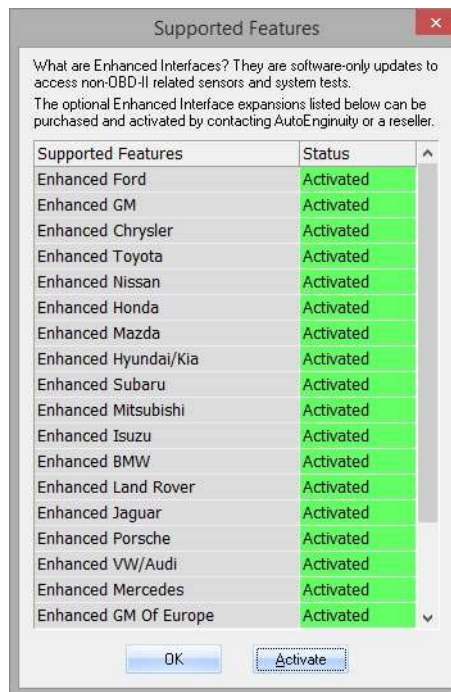 Supported Features
What are Enhanced Interfaces? They are software-only updates to
access non-OBD-II related sensors and system tests.
The optional Enhanced Interface expansions listed below can be
purchased and activated by contacting AutoEnginuity or a reseller.
Supported Features Status
Enhanced Ford Activated
Enhanced GM Activated
Enhanced Chrysler Activated
Enhanced Toyota Activated
Enhanced Nissan Activated
Enhanced Honda Activated
Enhanced Mazda Activated
Enhanced Hyundai/Kia Activated
Enhanced Subaru Activated
Enhanced Mitsubishi Activated
Enhanced Isuzu Activated
Enhanced BMW Activated
Enhanced Land Rover Activated
Enhanced Jaguar Activated
Enhanced Porsche Activated
Enhanced VW/Audi Activated
Enhanced Mercedes Activated
Enhanced GM Of Europe Activated
OK Activate